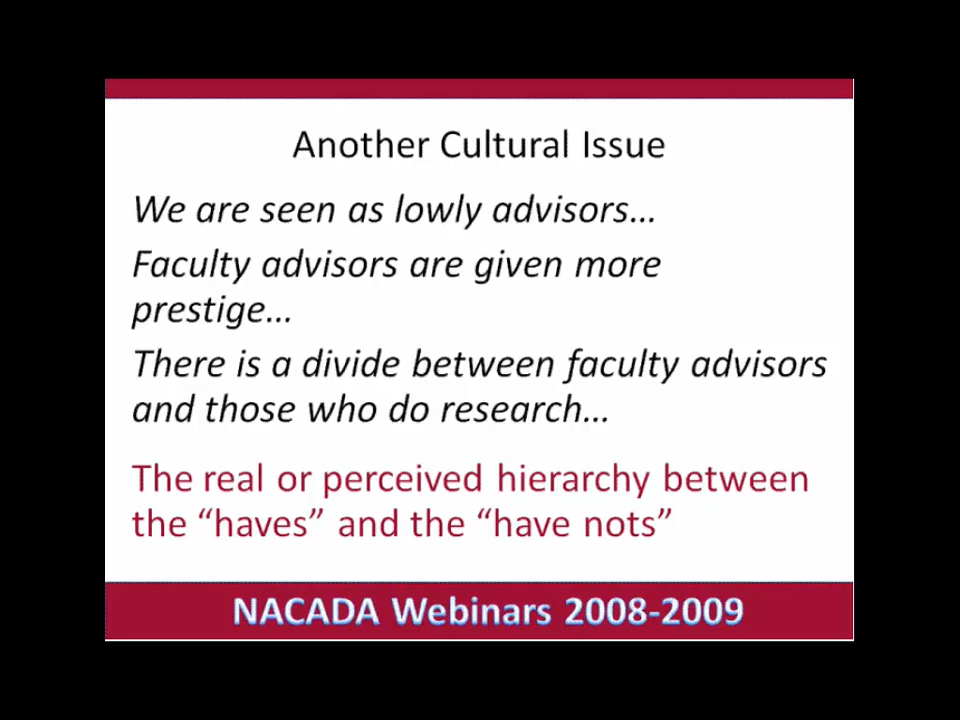 Another Cultural Issue
We are seen as lowly advisors…
Faculty advisors are given more
prestige…
There is a divide between faculty advisors
and those who do research…
The real or perceived hierarchy between
the “haves” and the “have nots”
NACADA Webinars 2008-2009